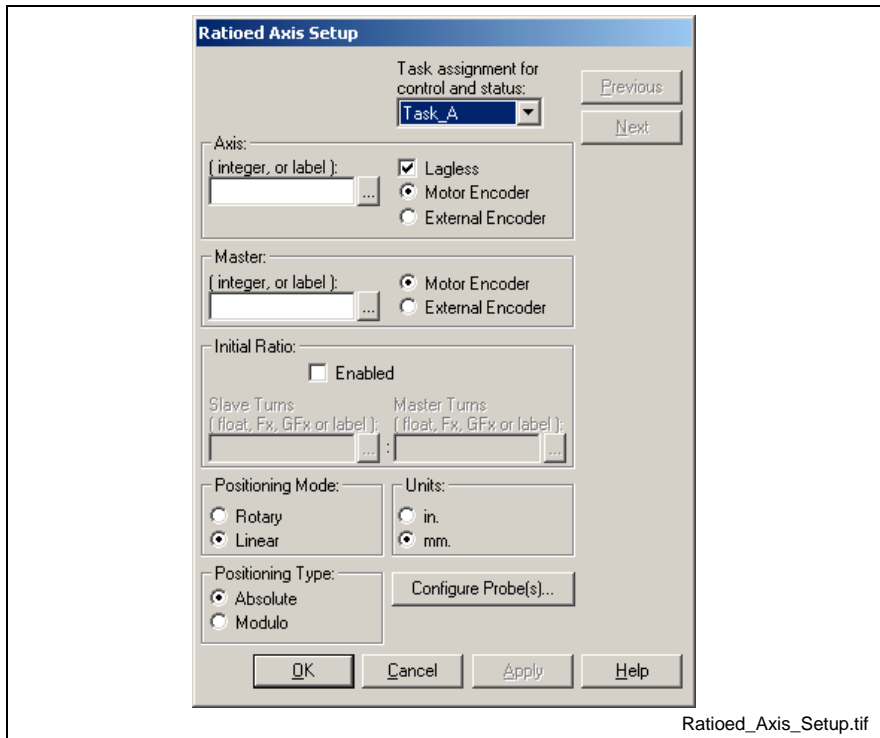 Ratioed Axis Setup
Task assignment for
control and status:
Task_A
Previous
Next
Axis:
( integer, or label ):
...
Lagless
Motor Encoder
External Encoder
Master:
( integer, or label ):
...
Motor Encoder
External Encoder
Initial Ratio:
Enabled
Slave Turns
( float, Fx, GFx or label ):
...
:
Master Turns
( float, Fx, GFx or label ):
...
Positioning Mode:
Rotary
Linear
Units:
in.
mm.
Positioning Type:
Absolute
Modulo
Configure Probe(s)...
OK
Cancel
Apply
Help
Ratioed_Axis_Setup.tif